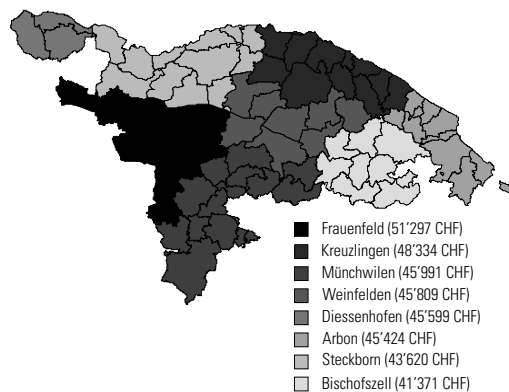 Frauenfeld (51'297 CHF)
Kreuzlingen (48'334 CHF)
Münchwilen (45'991 CHF)
Weinfelden (45'809 CHF)
Diessenhofen (45'599 CHF)
Arbon (45'424 CHF)
Steckborn (43'620 CHF)
Bischofszell (41'371 CHF)